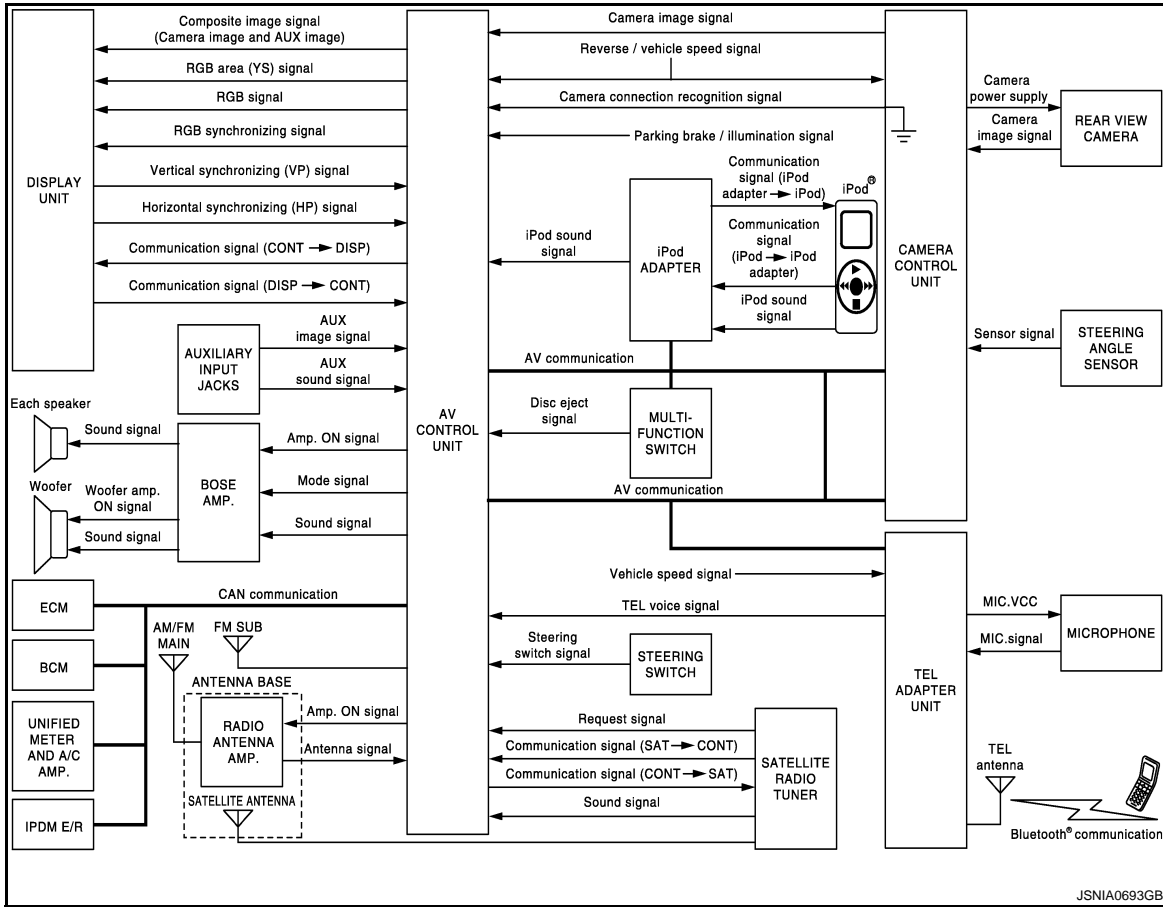 Composite image signal
(Camera image and AUX image)
RGB area (YS) signal
RGB signal
RGB synchronizing signal
Vertical synchronizing (VP) signal
Horizontal synchronizing (HP) signal
Communication signal (CONT → DISP)
Communication signal (DISP → CONT)
DISPLAY
UNIT
AUXILIARY
INPUT
JACKS
AUX
image signal
AUX
sound signal
Each speaker
Sound signal
Woofer
Woofer amp.
ON signal
Sound signal
BOSE
AMP.
Amp. ON signal
Mode signal
Sound signal
ECM
BCM
UNIFIED
METER
AND A/C
AMP.
IPDM E/R
CAN communication
AM/FM
MAIN
FM SUB
ANTENNA BASE
RADIO
ANTENNA
AMP.
SATELLITE ANTENNA
Amp. ON signal
Antenna signal
AV
CONTROL
UNIT
Camera image signal
Reverse / vehicle speed signal
Camera connection recognition signal
Parking brake / illumination signal
iPod sound
signal
iPod
ADAPTER
Communication
signal (iPod
adapter → iPod)
Communication
signal
(iPod → iPod
adapter)
iPod sound
signal
iPod®
AV communication
Disc eject
signal
MULTI-
FUNCTION
SWITCH
AV communication
CAMERA
CONTROL
UNIT
Camera
power supply
Camera
image signal
REAR VIEW
CAMERA
Sensor signal
STEERING
ANGLE
SENSOR
Vehicle speed signal
TEL voice signal
Steering
switch signal
STEERING
SWITCH
Request signal
Communication signal (SAT → CONT)
Communication signal (CONT → SAT)
Sound signal
SATELLITE
RADIO
TUNER
TEL
ADAPTER
UNIT
MIC.VCC
MIC.signal
MICROPHONE
TEL
antenna
Bluetooth® communication
JSNIA0693GB